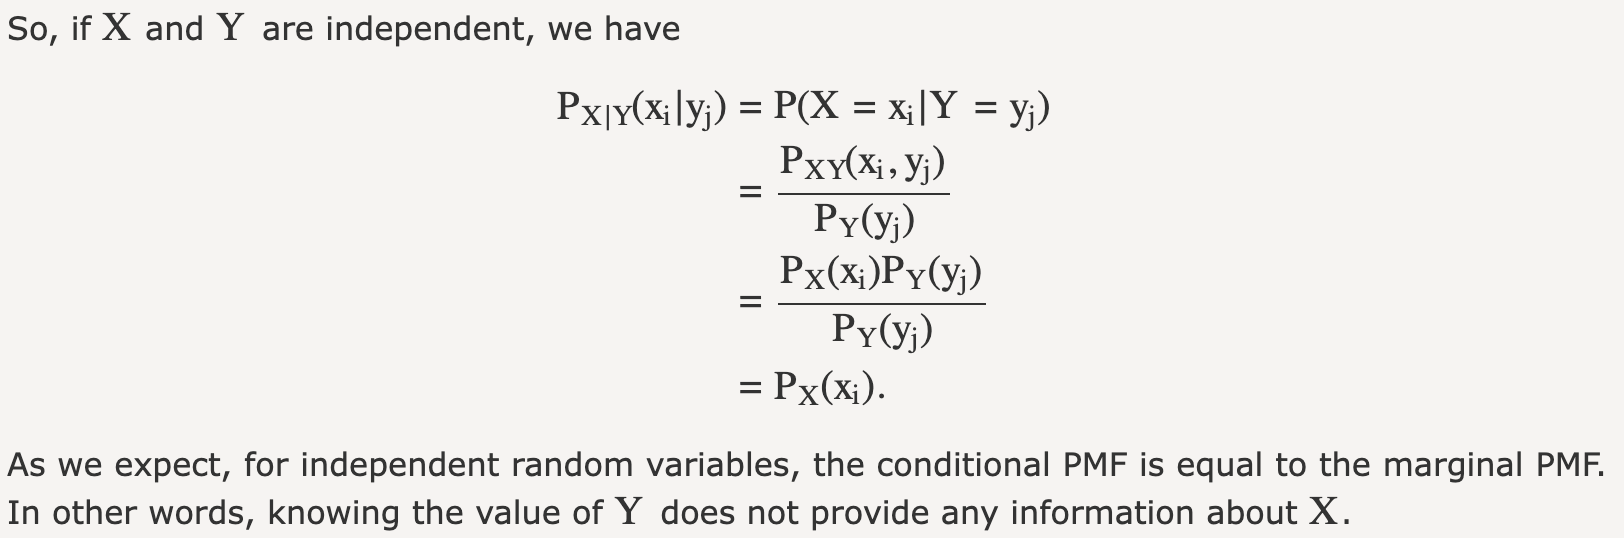 So, if X and Y are independent, we have
P_{X|Y}(x_i|y_j) = P(X = x_i|Y = y_j)
= \frac{P_{XY}(x_i, y_j)}{P_Y(y_j)}
= \frac{P_X(x_i)P_Y(y_j)}{P_Y(y_j)}
= P_X(x_i).
As we expect, for independent random variables, the conditional PMF is equal to the marginal PMF.
In other words, knowing the value of Y does not provide any information about X.